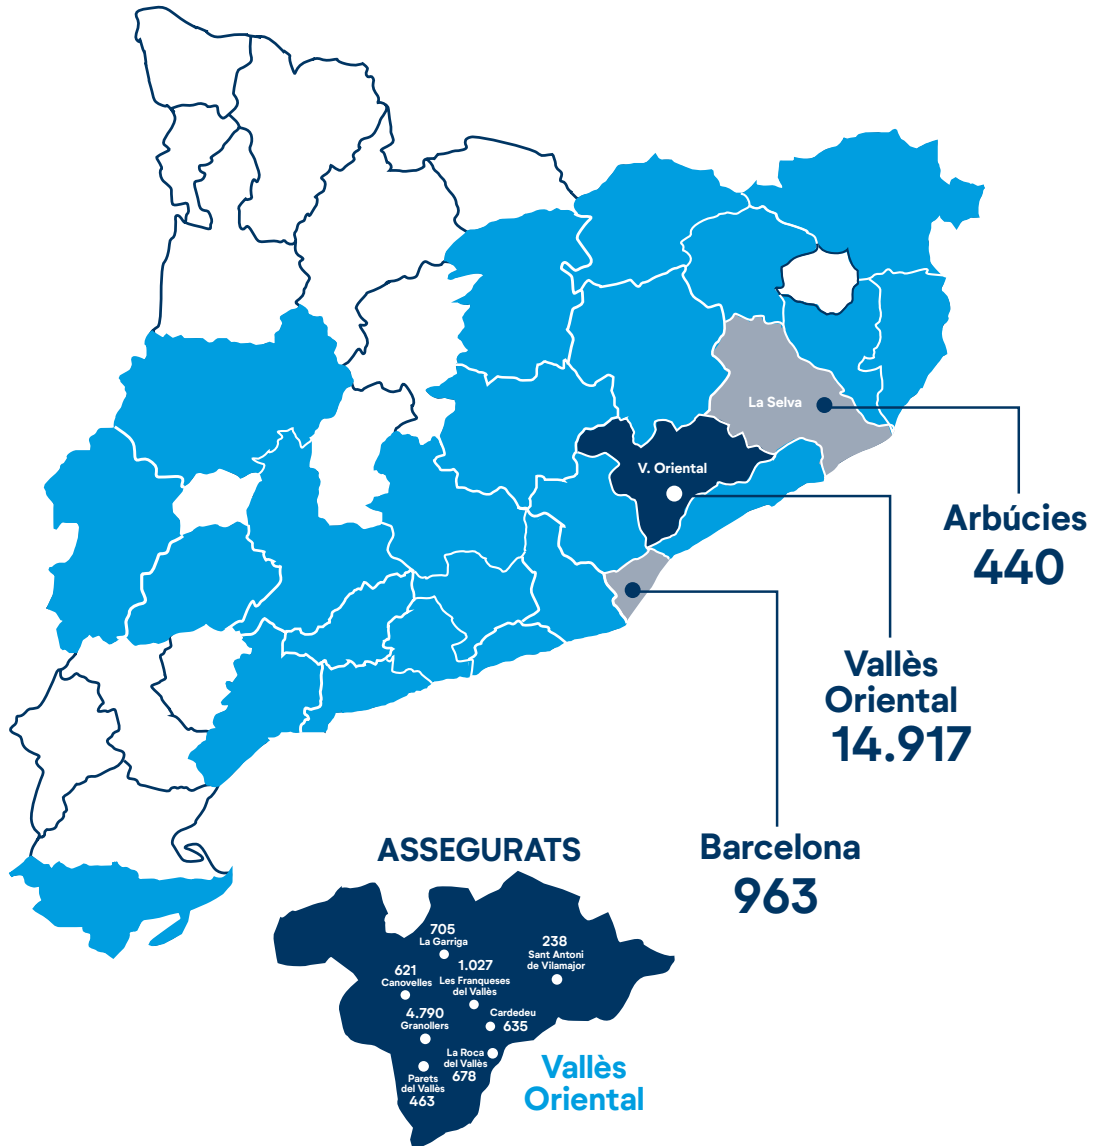 La Selva
V. Oriental
Arbúcies
440
Vallès
Oriental
14.917
Barcelona
963
ASSEGURATS
705
La Garriga
238
Sant Antoni
de Vilamajor
1.027
Les Franqueses
del Vallès
621
Canovelles
4.790
Granollers
Cardedeu
635
La Roca
del Vallès
678
Parets
del Vallès
463
Vallès
Oriental